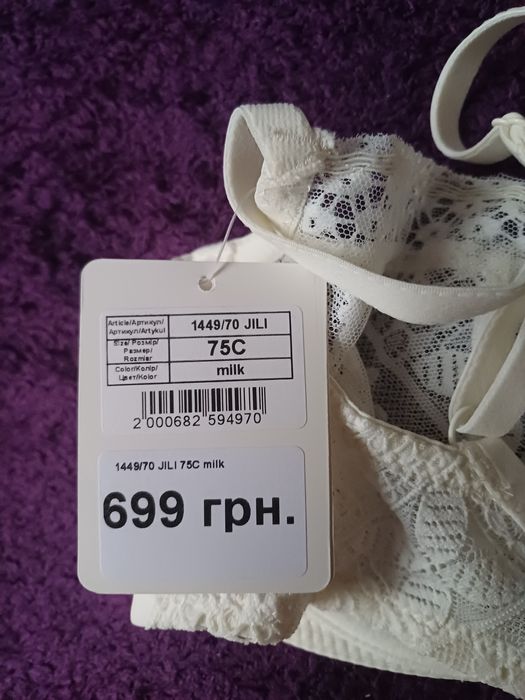 Article/Артикул/ 1449/70 JILI
Артикул/Artykul
Size/ Розмір/ 75C
Размер/
Rozmier
Color/Колір/ milk
Цвет/Kolor
2 000682 594970
1449/70 JILI 75C milk
699 грн.